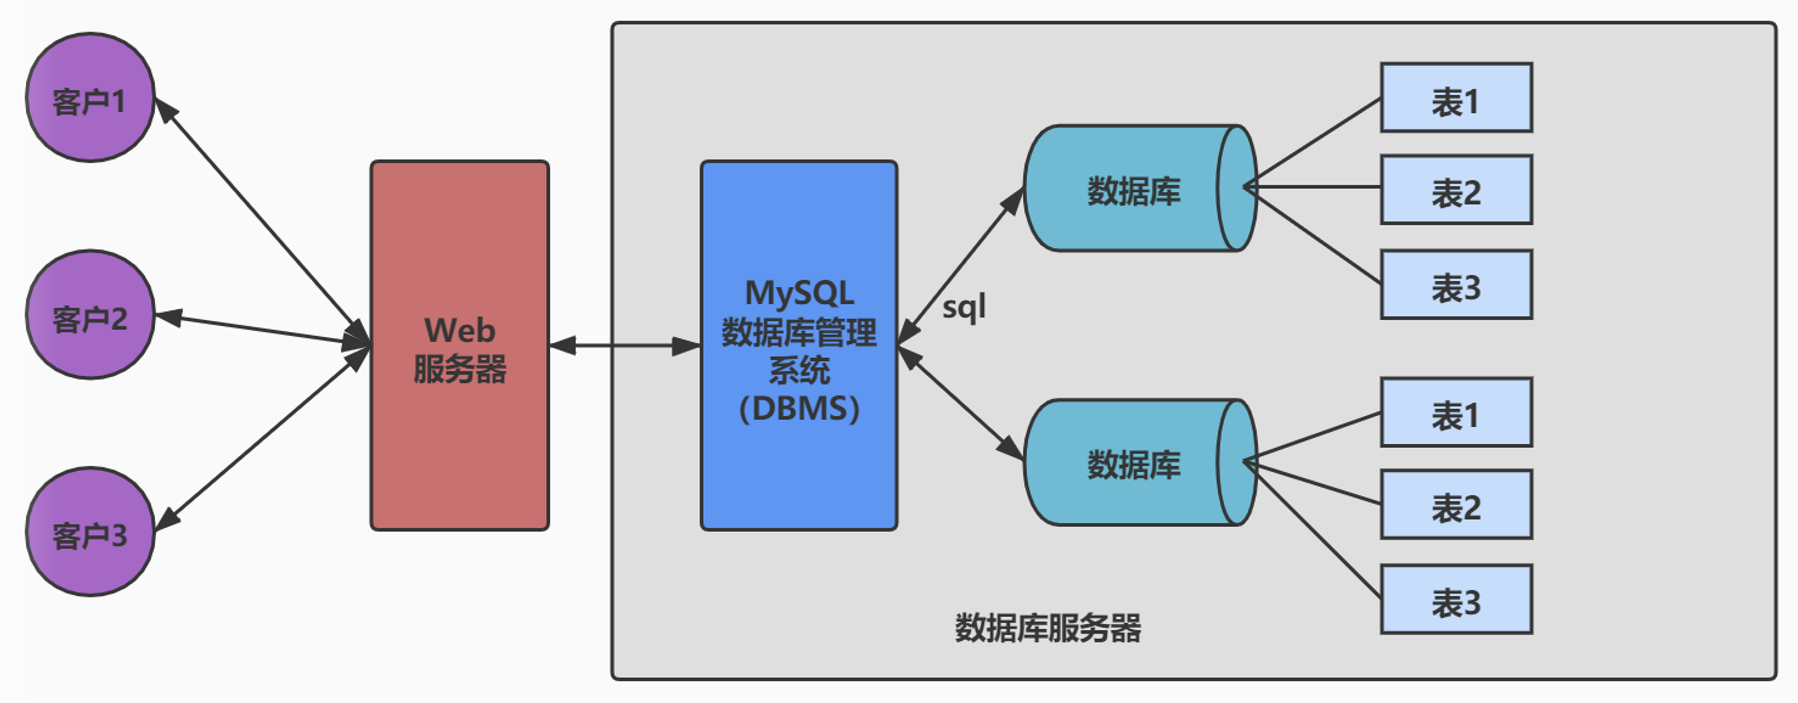 客户1
客户2
客户3
Web
服务器
MySQL
数据库管理
系统
（DBMS）
sql
数据库
表1
表2
表3
数据库
表1
表2
表3
数据库服务器